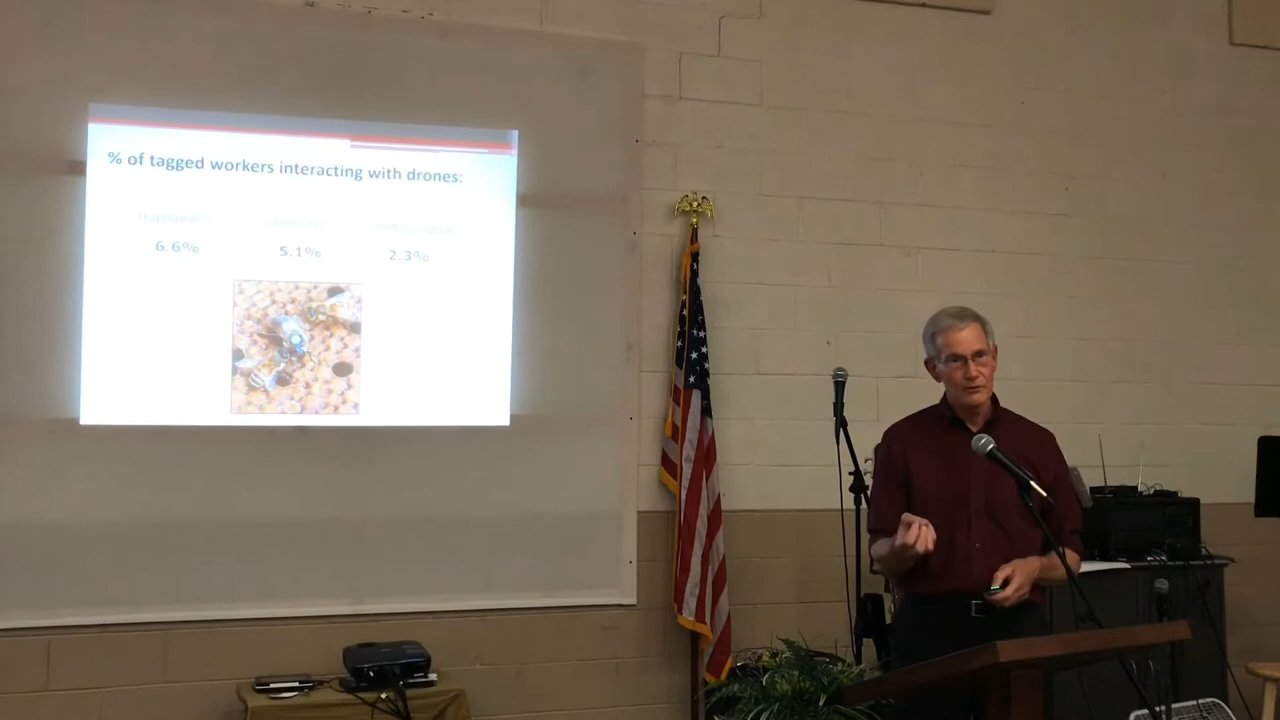 % of tagged workers interacting with drones:
6.6% 5.1% 2.3%